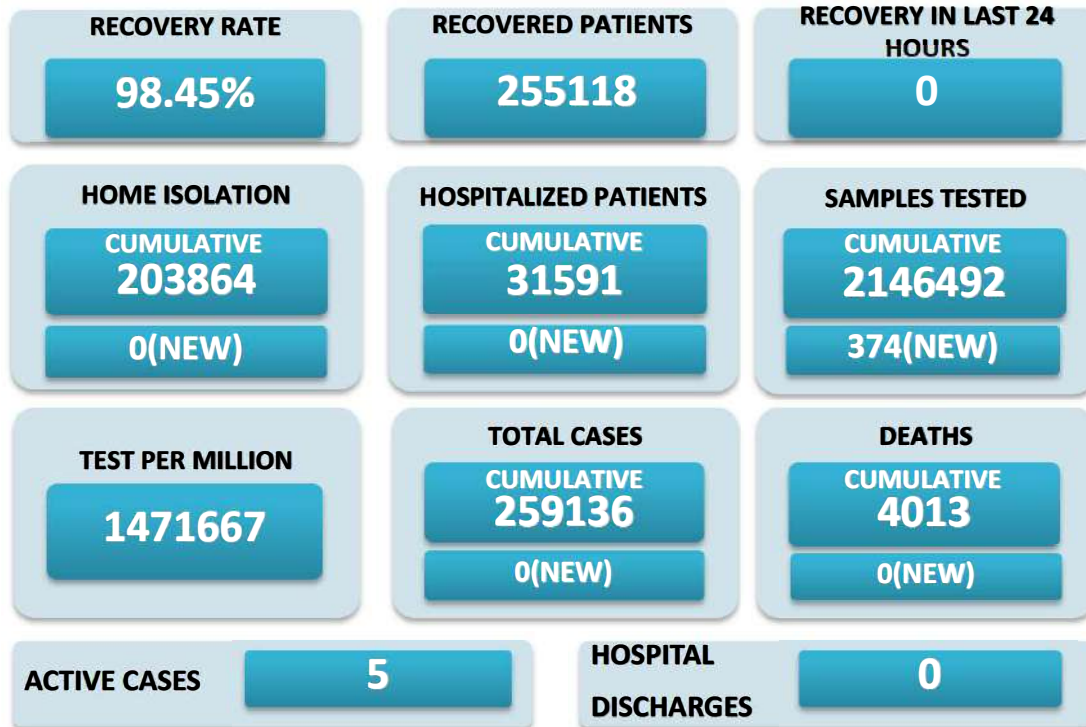 RECOVERY RATE
98.45%
RECOVERED PATIENTS
255118
RECOVERY IN LAST 24
HOURS
0
HOME ISOLATION
CUMULATIVE
203864
0(NEW)
HOSPITALIZED PATIENTS
CUMULATIVE
31591
0(NEW)
SAMPLES TESTED
CUMULATIVE
2146492
374(NEW)
TEST PER MILLION
1471667
TOTAL CASES
CUMULATIVE
259136
0(NEW)
DEATHS
CUMULATIVE
4013
0(NEW)
ACTIVE CASES
5
HOSPITAL
DISCHARGES
0